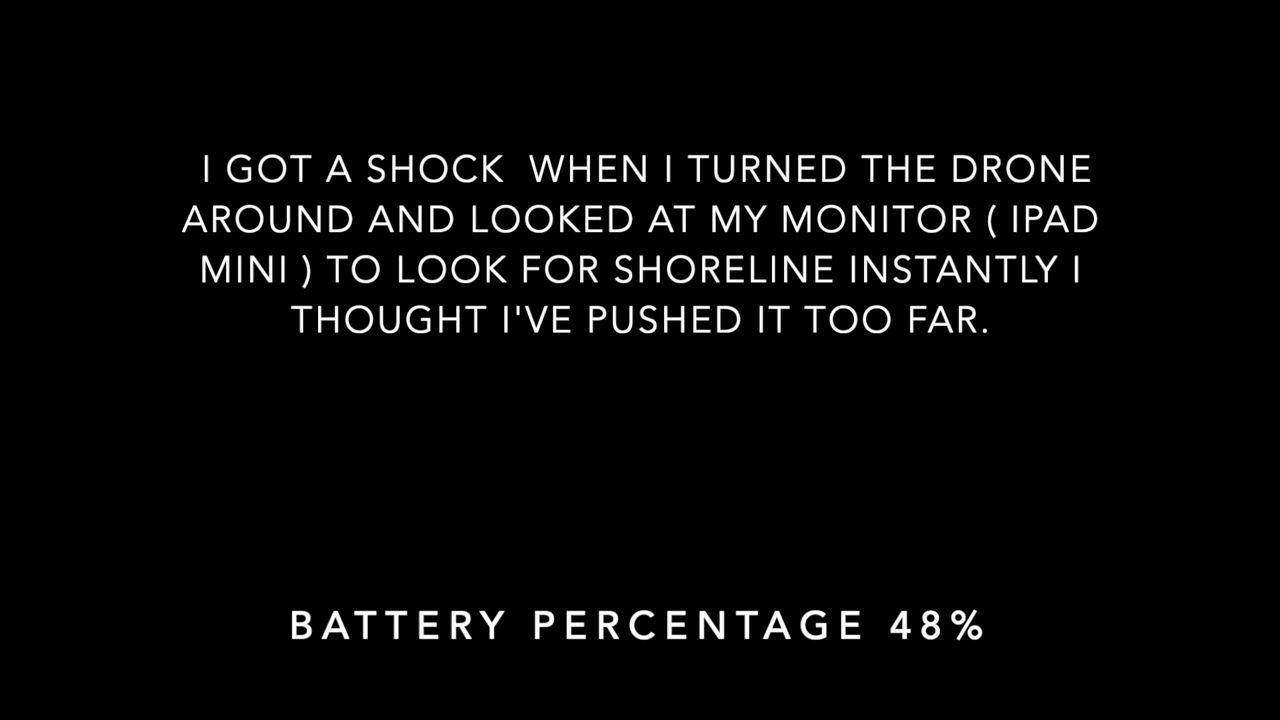 I GOT A SHOCK  WHEN I TURNED THE DRONE
AROUND AND LOOKED AT MY MONITOR ( IPAD
MINI ) TO LOOK FOR SHORELINE INSTANTLY I
THOUGHT I'VE PUSHED IT TOO FAR.
BATTERY PERCENTAGE 48%